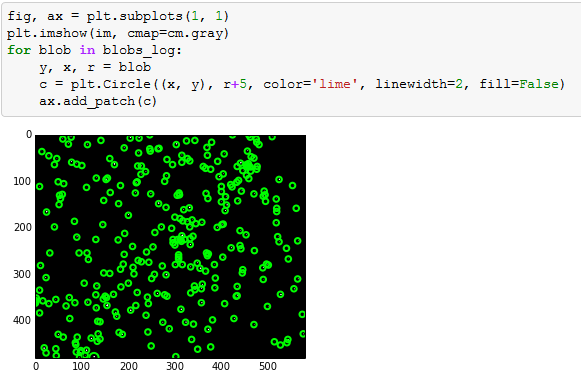 fig, ax = plt.subplots(1, 1)
plt.imshow(im, cmap=cm.gray)
for blob in blobs_log:
    y, x, r = blob
    c = plt.Circle((x, y), r+5, color='lime', linewidth=2, fill=False)
    ax.add_patch(c)
0
100
200
300
400
0 100 200 300 400 500